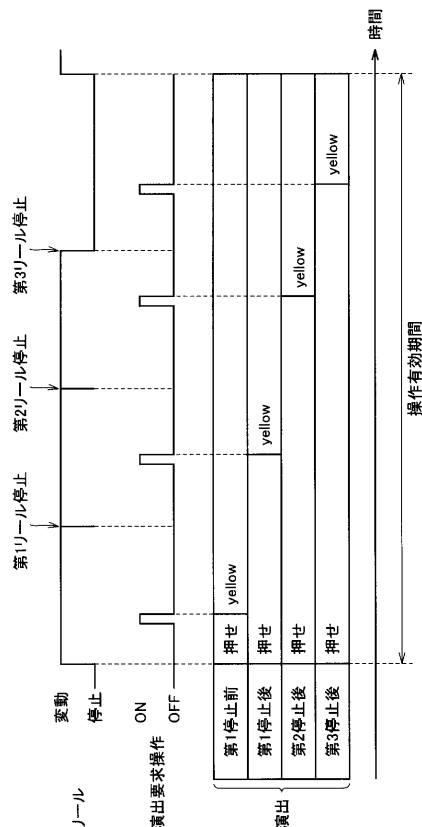 第1リール停止
第2リール停止
第3リール停止
リール
変動
停止
演出要求操作
ON
OFF
演出
第1停止前 押せ yellow
第1停止後 押せ yellow
第2停止後 押せ yellow
第3停止後 押せ yellow
時間
操作有効期間